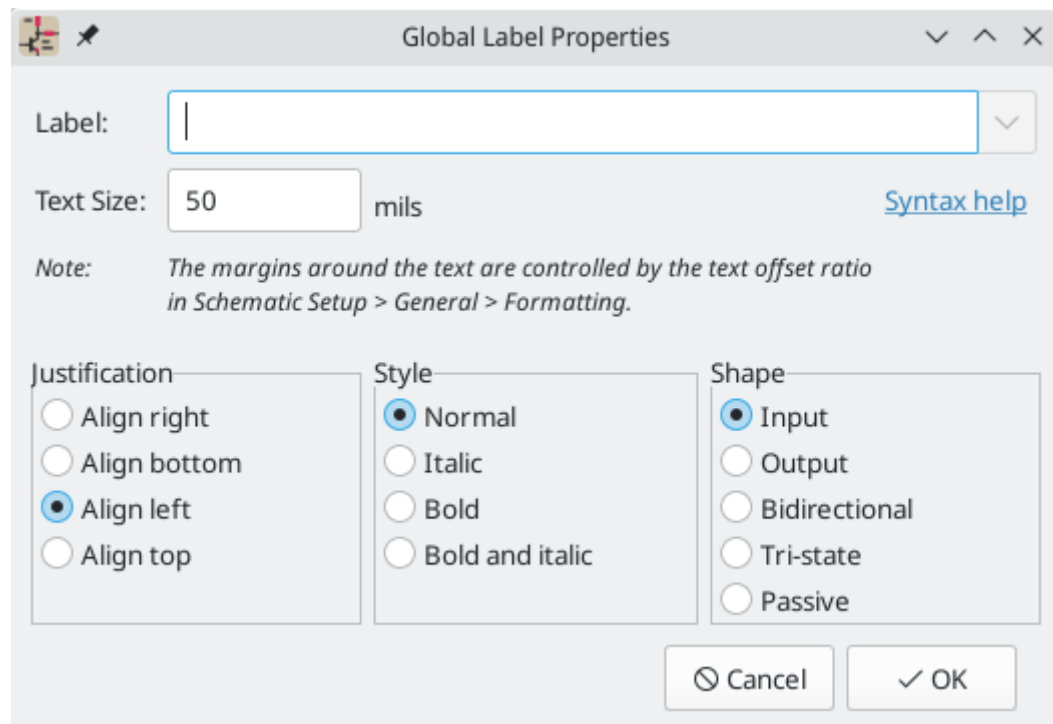 Global Label Properties
Label:
Text Size: 50 mils Syntax help
Note: The margins around the text are controlled by the text offset ratio
in Schematic Setup > General > Formatting.
Justification
Align right
Align bottom
Align left
Align top
Style
Normal
Italic
Bold
Bold and italic
Shape
Input
Output
Bidirectional
Tri-state
Passive
Cancel OK